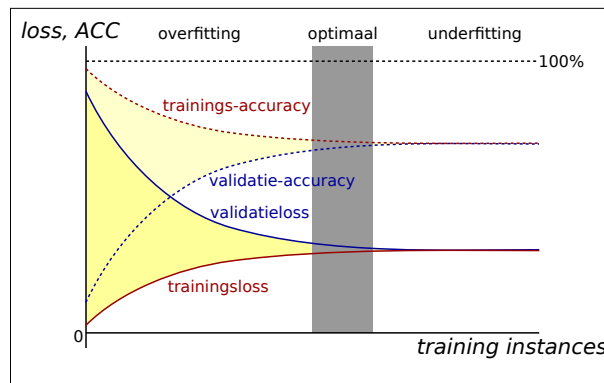 loss, ACC
overfitting
optimaal
underfitting
100%
trainings-accuracy
validatie-accuracy
validatieloss
trainingsloss
0
training instances